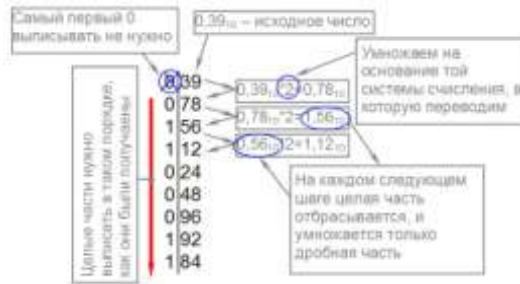 Самый первый 0
выписывать не нужно
0,39₁₀ – исходное число
Умножаем на
основание той
системы счисления, в
которую переводим
Целые части нужно
выписать в таком порядке,
как они были получены
0 39
0 78
1 56
1 12
0 24
0 48
0 96
1 92
1 84
0,39₁₀*2=0,78₁₀
0,78₁₀*2=1,56₁₀
0,56₁₀*2=1,12₁₀
На каждом следующем
шаге целая часть
отбрасывается, и
умножается только
дробная часть